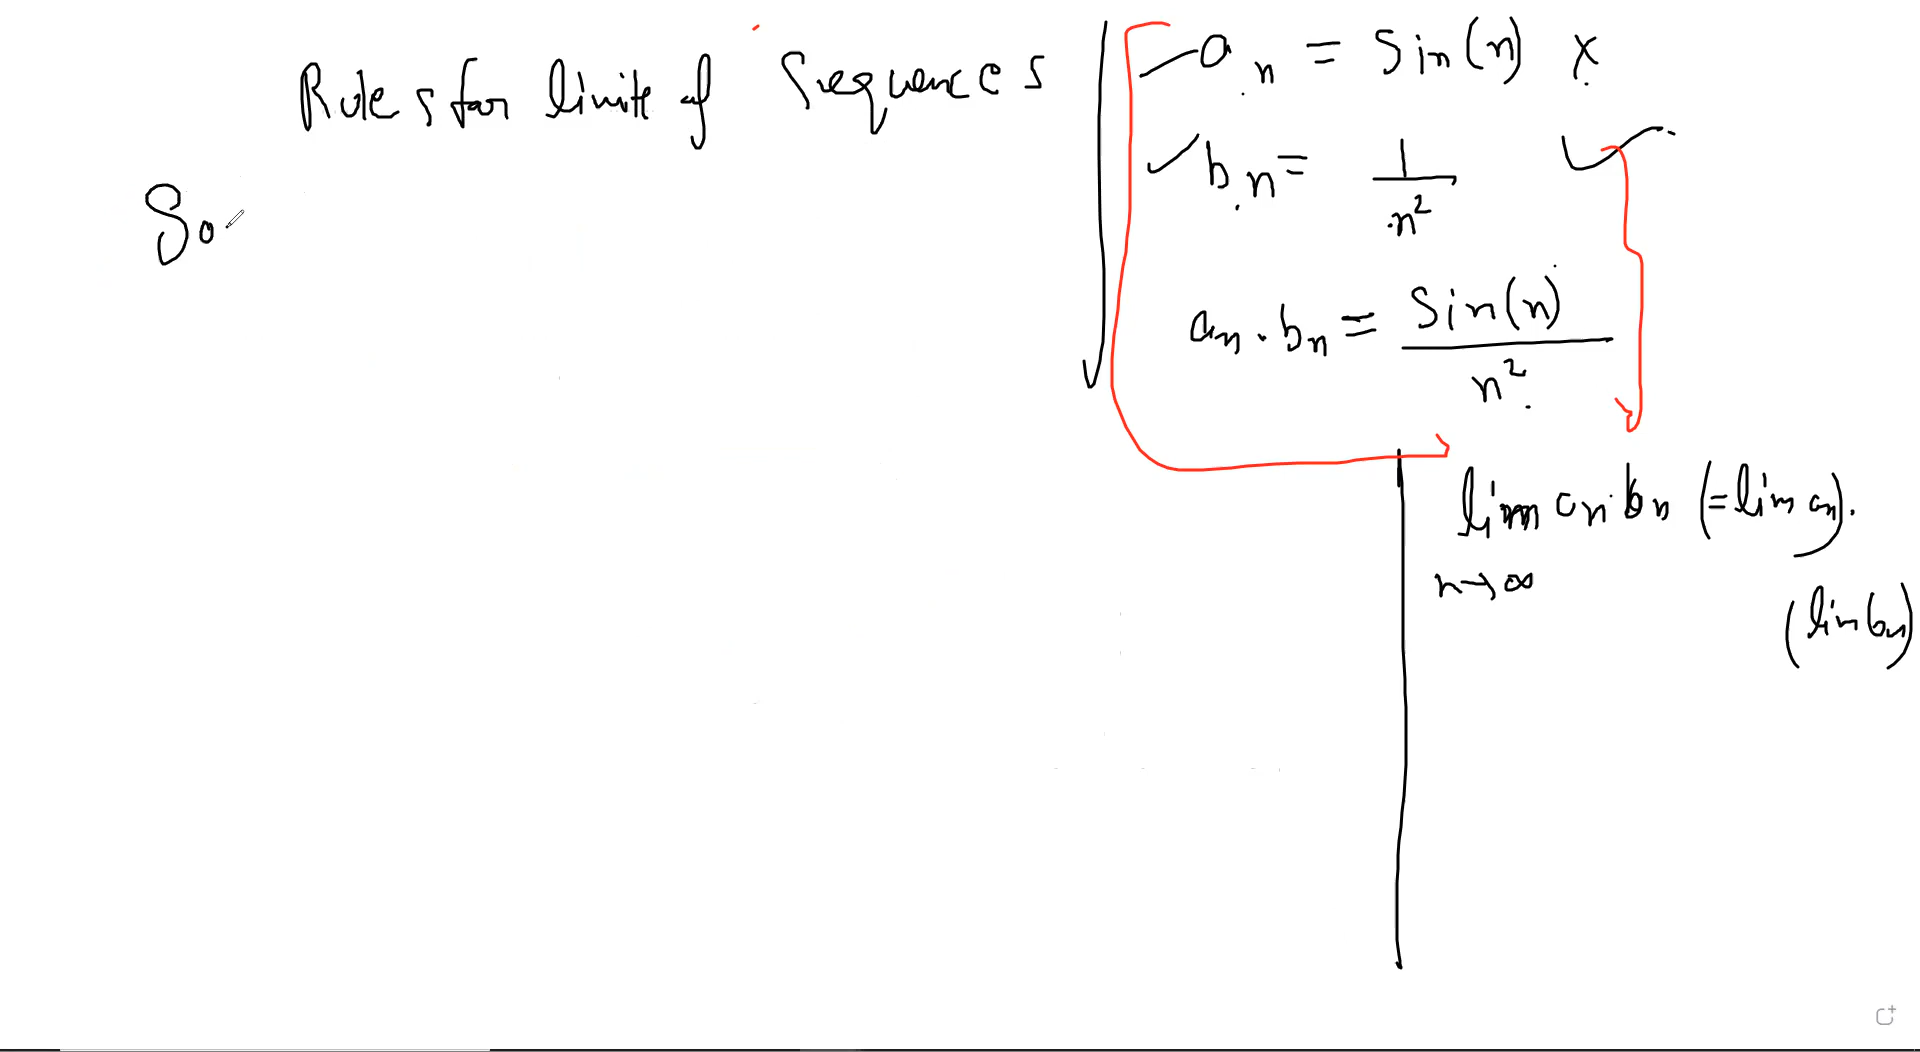 Rules for limit of Sequences
So
a_n = Sin(n) ×
✓ b_n = 1/n² ✓
a_n . b_n = Sin(n)/n²
lim a_n b_n (= lim a_n) .
n→∞
(lim b_n)